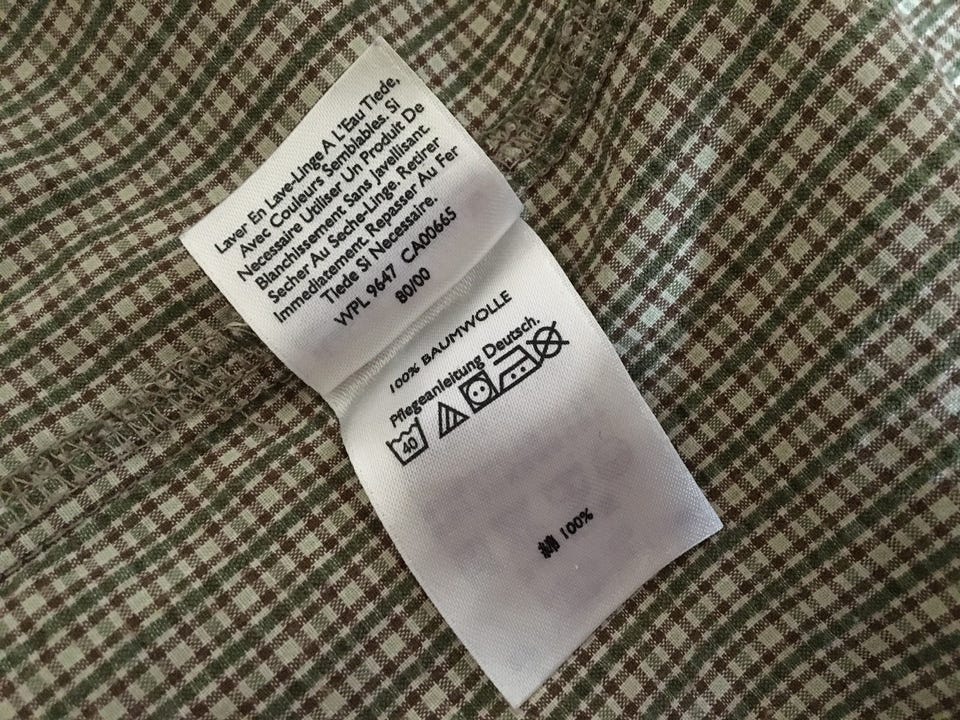 Laver En Lave-Linge A L'Eau Tiede,
Avec Couleurs Semblables. Si
Necessaire Utiliser Un Produit De
Blanchissement Sans Javellisant.
Secher Au Seche-Linge. Retirer
Immediatement. Repasser Au Fer
Tiede Si Necessaire.
WPL 9647 CA00665
80/00
100% BAUMWOLLE
Pflegeanleitung Deutsch.
40
綿 100%